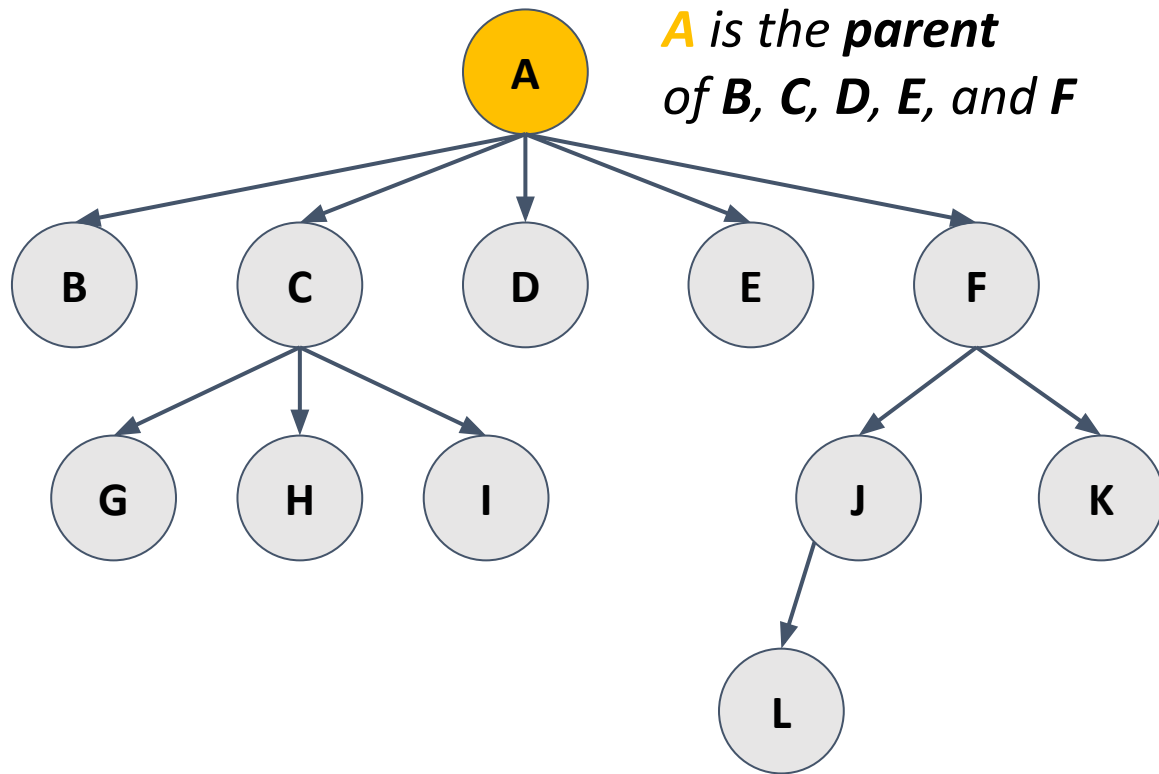 A
A is the parent
of B, C, D, E, and F
B
C
D
E
F
G
H
I
J
K
L